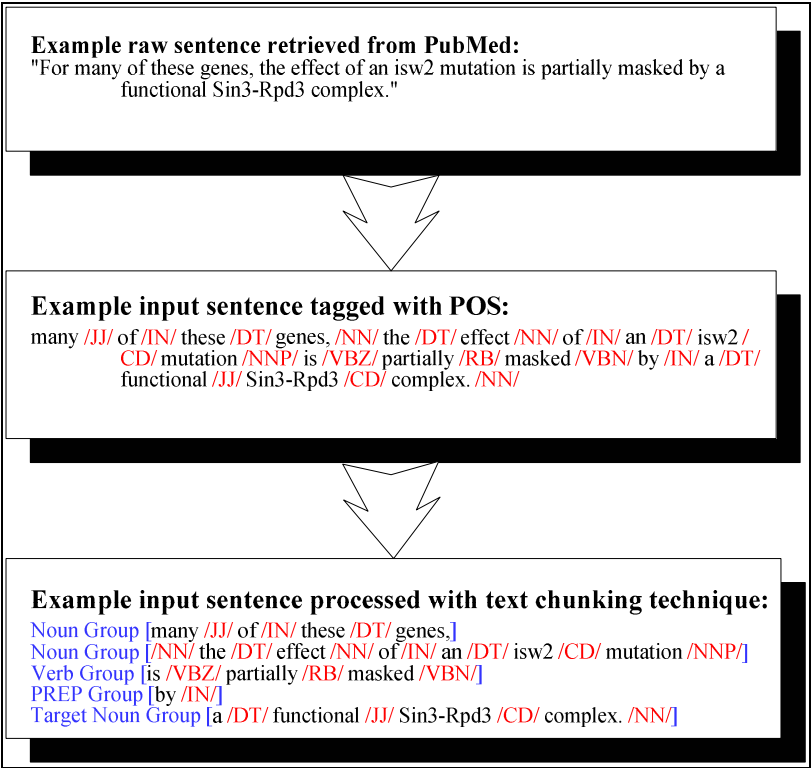 Example raw sentence retrieved from PubMed:
"For many of these genes, the effect of an isw2 mutation is partially masked by a
functional Sin3-Rpd3 complex."
Example input sentence tagged with POS:
many /JJ/ of /IN/ these /DT/ genes, /NN/ the /DT/ effect /NN/ of /IN/ an /DT/ isw2 /
CD/ mutation /NNP/ is /VBZ/ partially /RB/ masked /VBN/ by /IN/ a /DT/
functional /JJ/ Sin3-Rpd3 /CD/ complex. /NN/
Example input sentence processed with text chunking technique:
Noun Group [many /JJ/ of /IN/ these /DT/ genes,]
Noun Group [/NN/ the /DT/ effect /NN/ of /IN/ an /DT/ isw2 /CD/ mutation /NNP/]
Verb Group [is /VBZ/ partially /RB/ masked /VBN/]
PREP Group [by /IN/]
Target Noun Group [a /DT/ functional /JJ/ Sin3-Rpd3 /CD/ complex. /NN/]